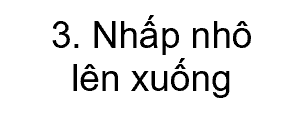 3. Nhấp nhô
lên xuống